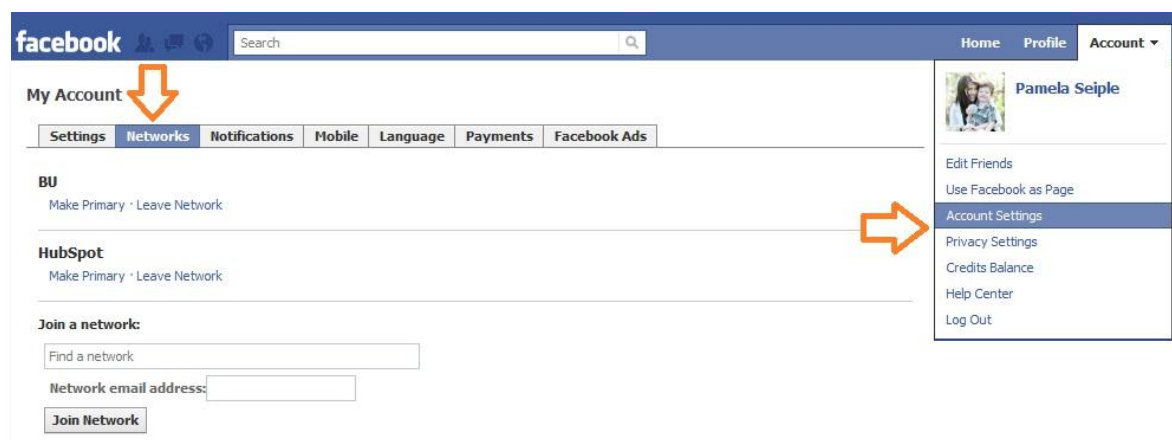 facebook
Search
Home Profile Account
My Account
Pamela Seiple
Settings Networks Notifications Mobile Language Payments Facebook Ads
Edit Friends
BU
Use Facebook as Page
Make Primary · Leave Network
Account Settings
Privacy Settings
HubSpot
Credits Balance
Make Primary · Leave Network
Help Center
Log Out
Join a network:
Find a network
Network email address:
Join Network